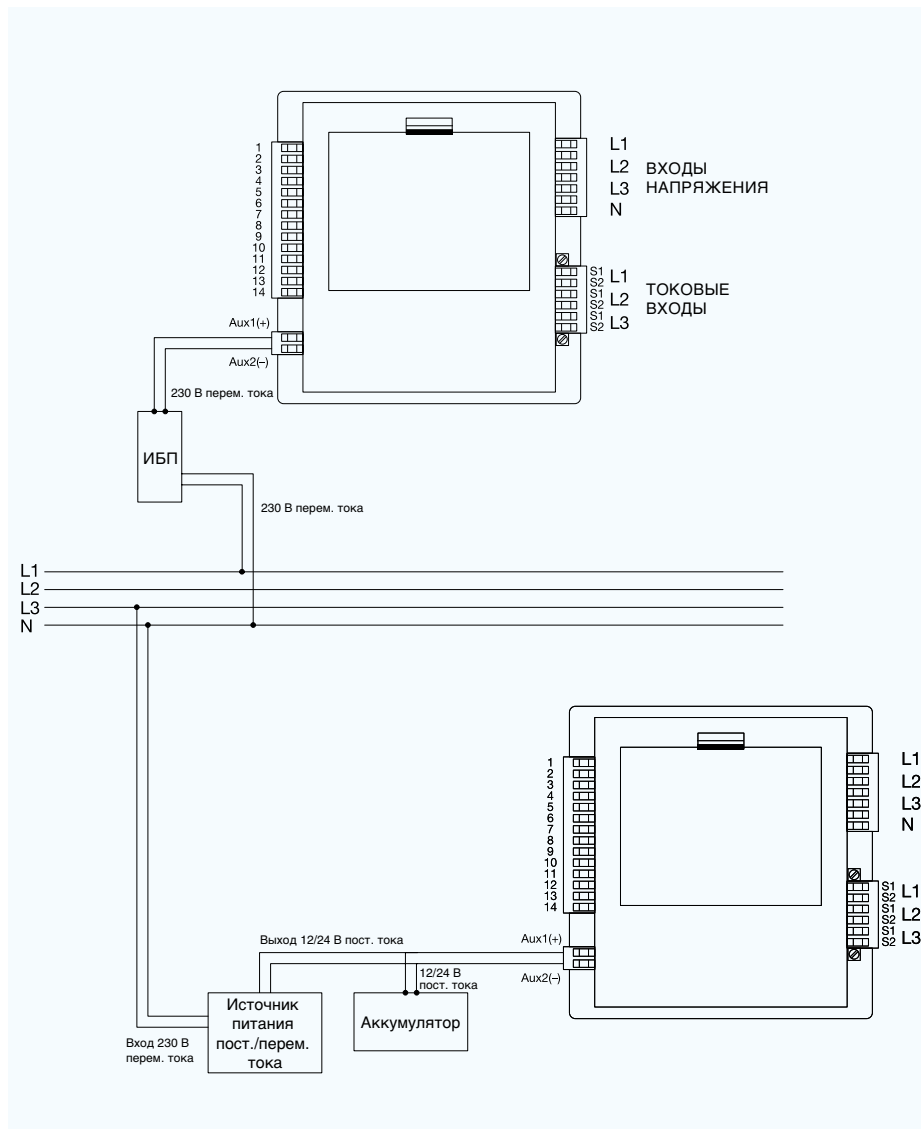 1
2
3
4
5
6
7
8
9
10
11
12
13
14
Aux1(+)
Aux2(–)
L1
L2
L3
N
ВХОДЫ
НАПРЯЖЕНИЯ
S1
S2
S1
S2
S1
S2
L1
L2
L3
ТОКОВЫЕ
ВХОДЫ
230 В перем. тока
ИБП
230 В перем. тока
L1
L2
L3
N
1
2
3
4
5
6
7
8
9
10
11
12
13
14
Aux1(+)
Aux2(–)
L1
L2
L3
N
S1
S2
S1
S2
S1
S2
L1
L2
L3
Выход 12/24 В пост. тока
12/24 В
пост. тока
Источник
питания
пост./перем.
тока
Аккумулятор
Вход 230 В
перем. тока